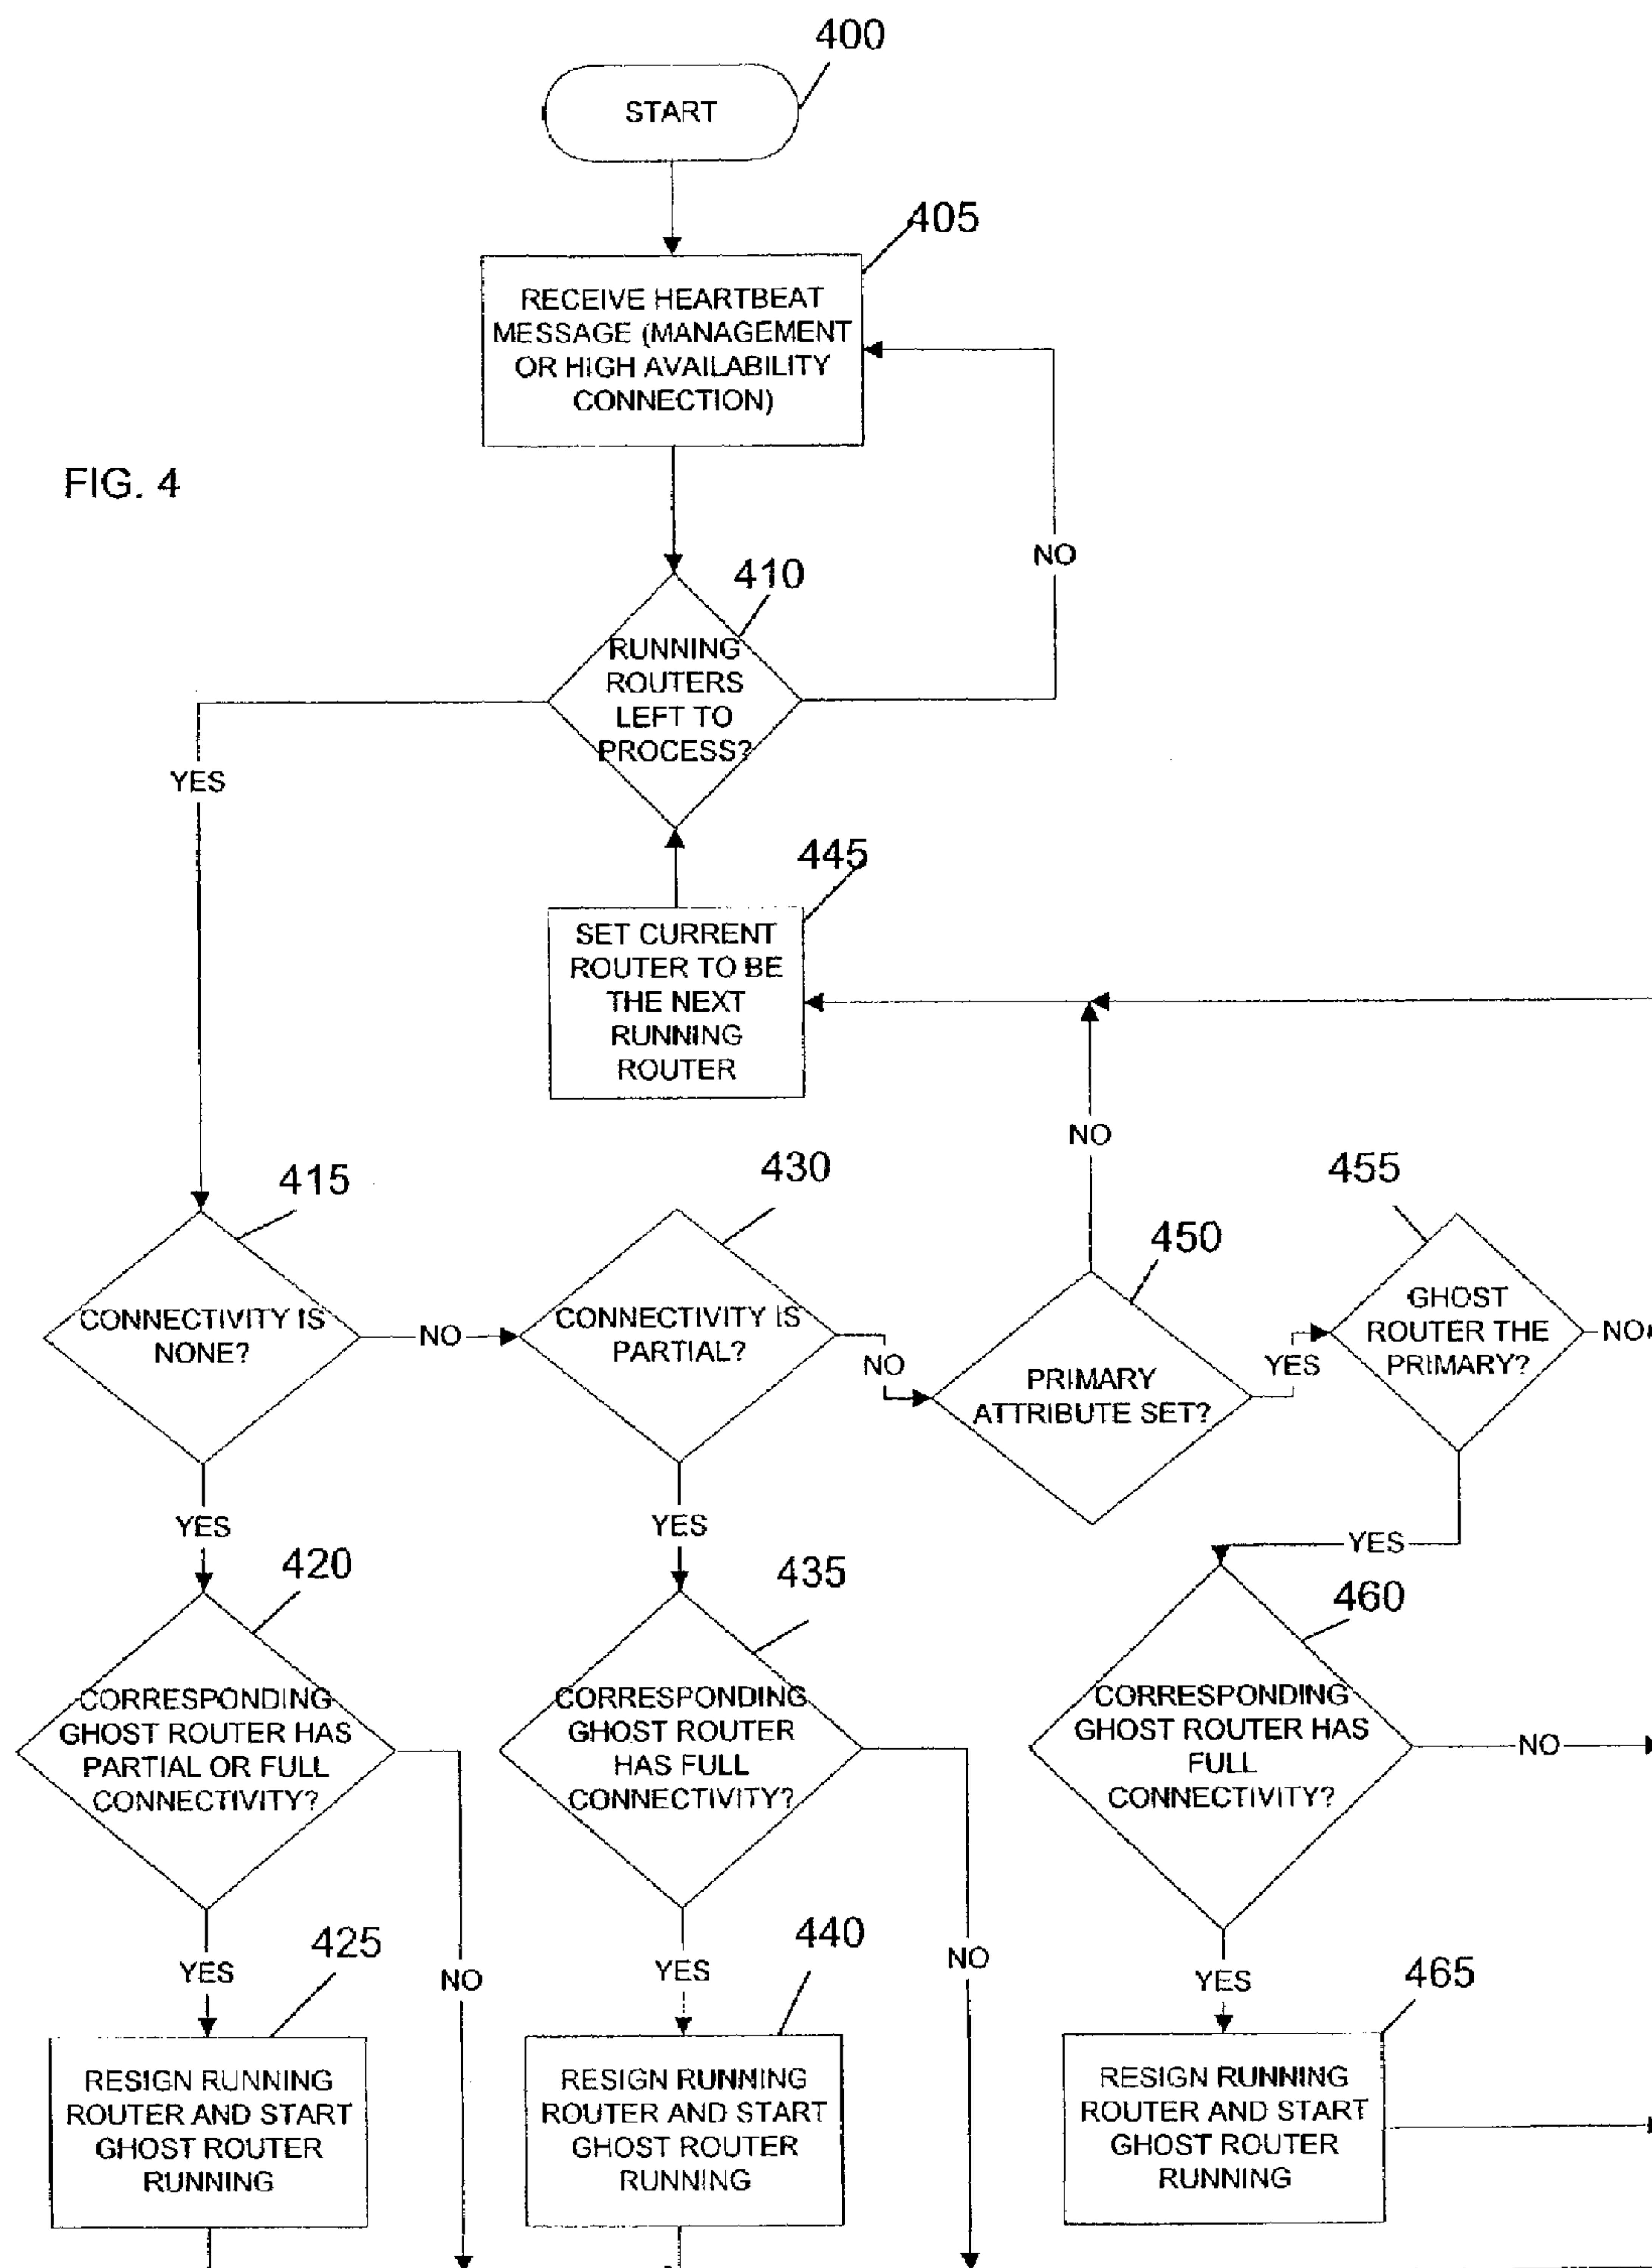 400
START
405
RECEIVE HEARTBEAT
MESSAGE (MANAGEMENT
OR HIGH AVAILABILITY
CONNECTION)
FIG. 4
NO
410
RUNNING
ROUTERS
LEFT TO
PROCESS?
YES
445
SET CURRENT
ROUTER TO BE
THE NEXT
RUNNING
ROUTER
NO
415
CONNECTIVITY IS
NONE?
NO
430
CONNECTIVITY IS
PARTIAL?
NO
450
PRIMARY
ATTRIBUTE SET?
YES
455
GHOST
ROUTER THE
PRIMARY?
NO
YES
YES
YES
420
CORRESPONDING
GHOST ROUTER HAS
PARTIAL OR FULL
CONNECTIVITY?
435
CORRESPONDING
GHOST ROUTER
HAS FULL
CONNECTIVITY?
460
CORRESPONDING
GHOST ROUTER HAS
FULL
CONNECTIVITY?
NO
YES
NO
YES
NO
YES
425
RESIGN RUNNING
ROUTER AND START
GHOST ROUTER
RUNNING
440
RESIGN RUNNING
ROUTER AND START
GHOST ROUTER
RUNNING
465
RESIGN RUNNING
ROUTER AND START
GHOST ROUTER
RUNNING